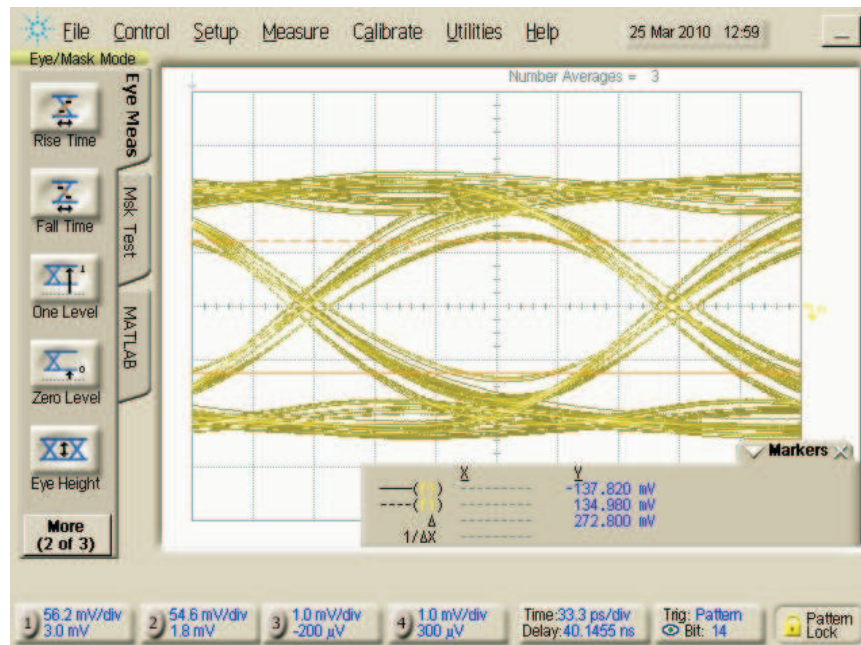 File Control Setup Measure Calibrate Utilities Help 25 Mar 2010 12:59
Eye/Mask Mode
Number Averages = 3
Eye Meas
Msk Test
MATLAB
Rise Time
Fall Time
One Level
Zero Level
Eye Height
More
(2 of 3)
Markers
X Y
-137.820 mV
134.980 mV
Δ 272.800 mV
1/ΔX
1) 56.2 mV/div
3.0 mV
2) 54.6 mV/div
1.8 mV
3) 1.0 mV/div
-200 µV
4) 1.0 mV/div
300 µV
Time:33.3 ps/div
Delay:40.1455 ns
Trig: Pattern
Bit: 14
Pattern
Lock